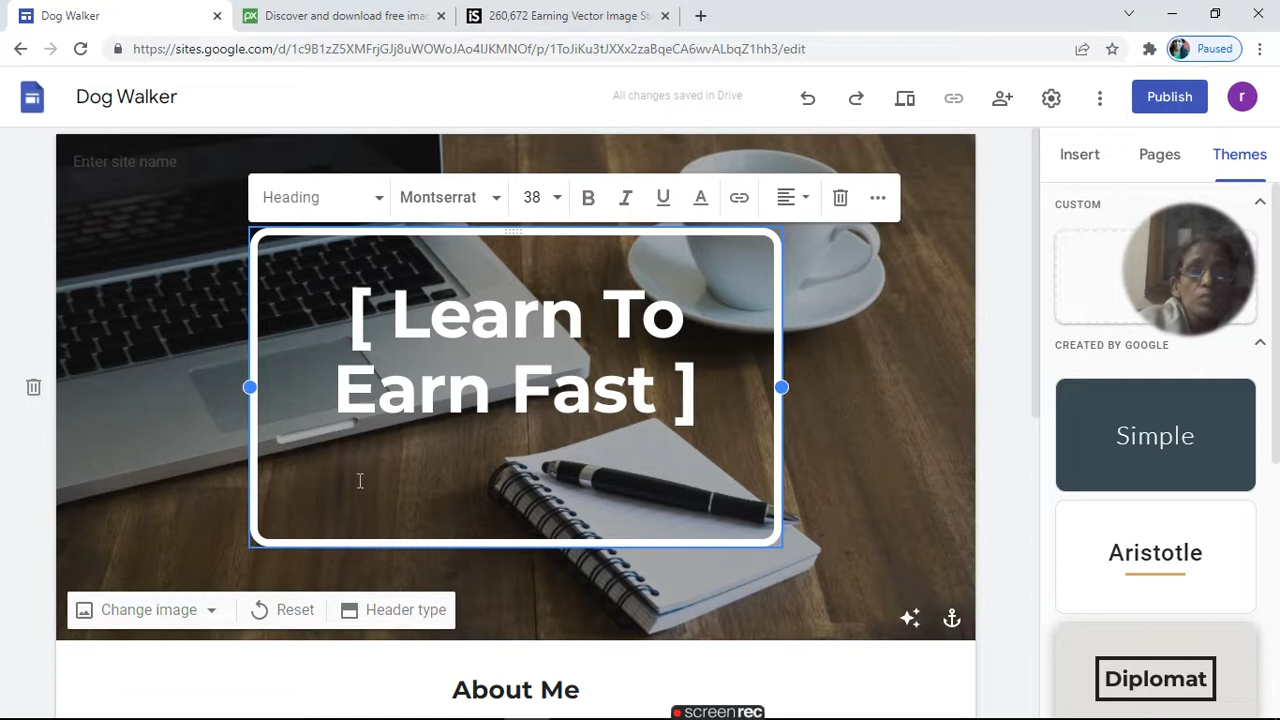 Dog Walker
Discover and download free ima
260,672 Earning Vector Image St
https://sites.google.com/d/1c9B1zZ5XMFrjGJj8uWOWoJAo4IJKMNOf/p/1ToJiKu3tJXXx2zaBqeCA6wvALbqZ1hh3/edit
Paused
Dog Walker
All changes saved in Drive
Publish
r
Enter site name
Insert
Pages
Themes
Heading
Montserrat
38
B I U A
CUSTOM
[ Learn To
Earn Fast ]
CREATED BY GOOGLE
Simple
Aristotle
Change image
Reset
Header type
Diplomat
About Me
screenrec